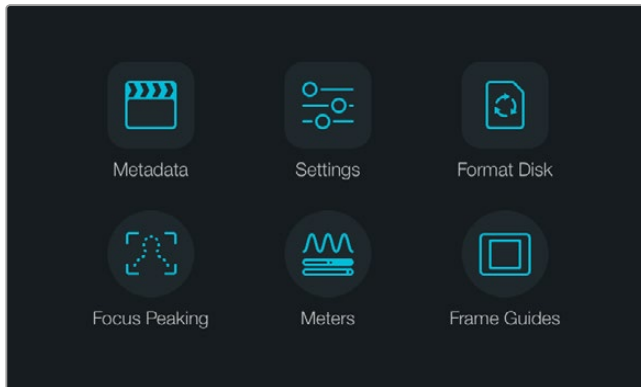 Metadata
Settings
Format Disk
Focus Peaking
Meters
Frame Guides